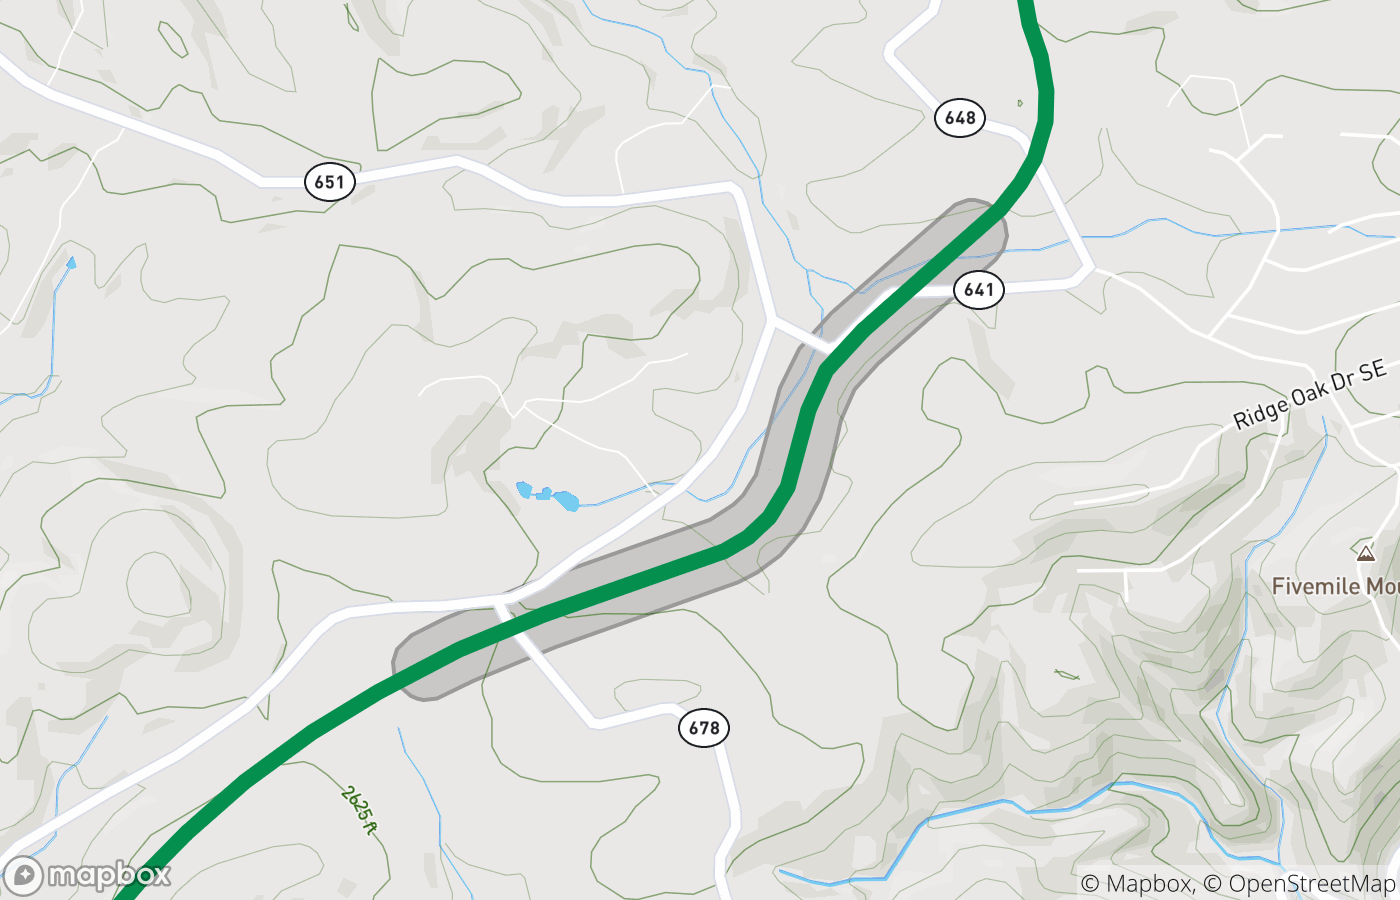 648
651
641
Ridge Oak Dr SE
Fivemile Mou
678
2625 ft
mapbox
© Mapbox, © OpenStreetMap